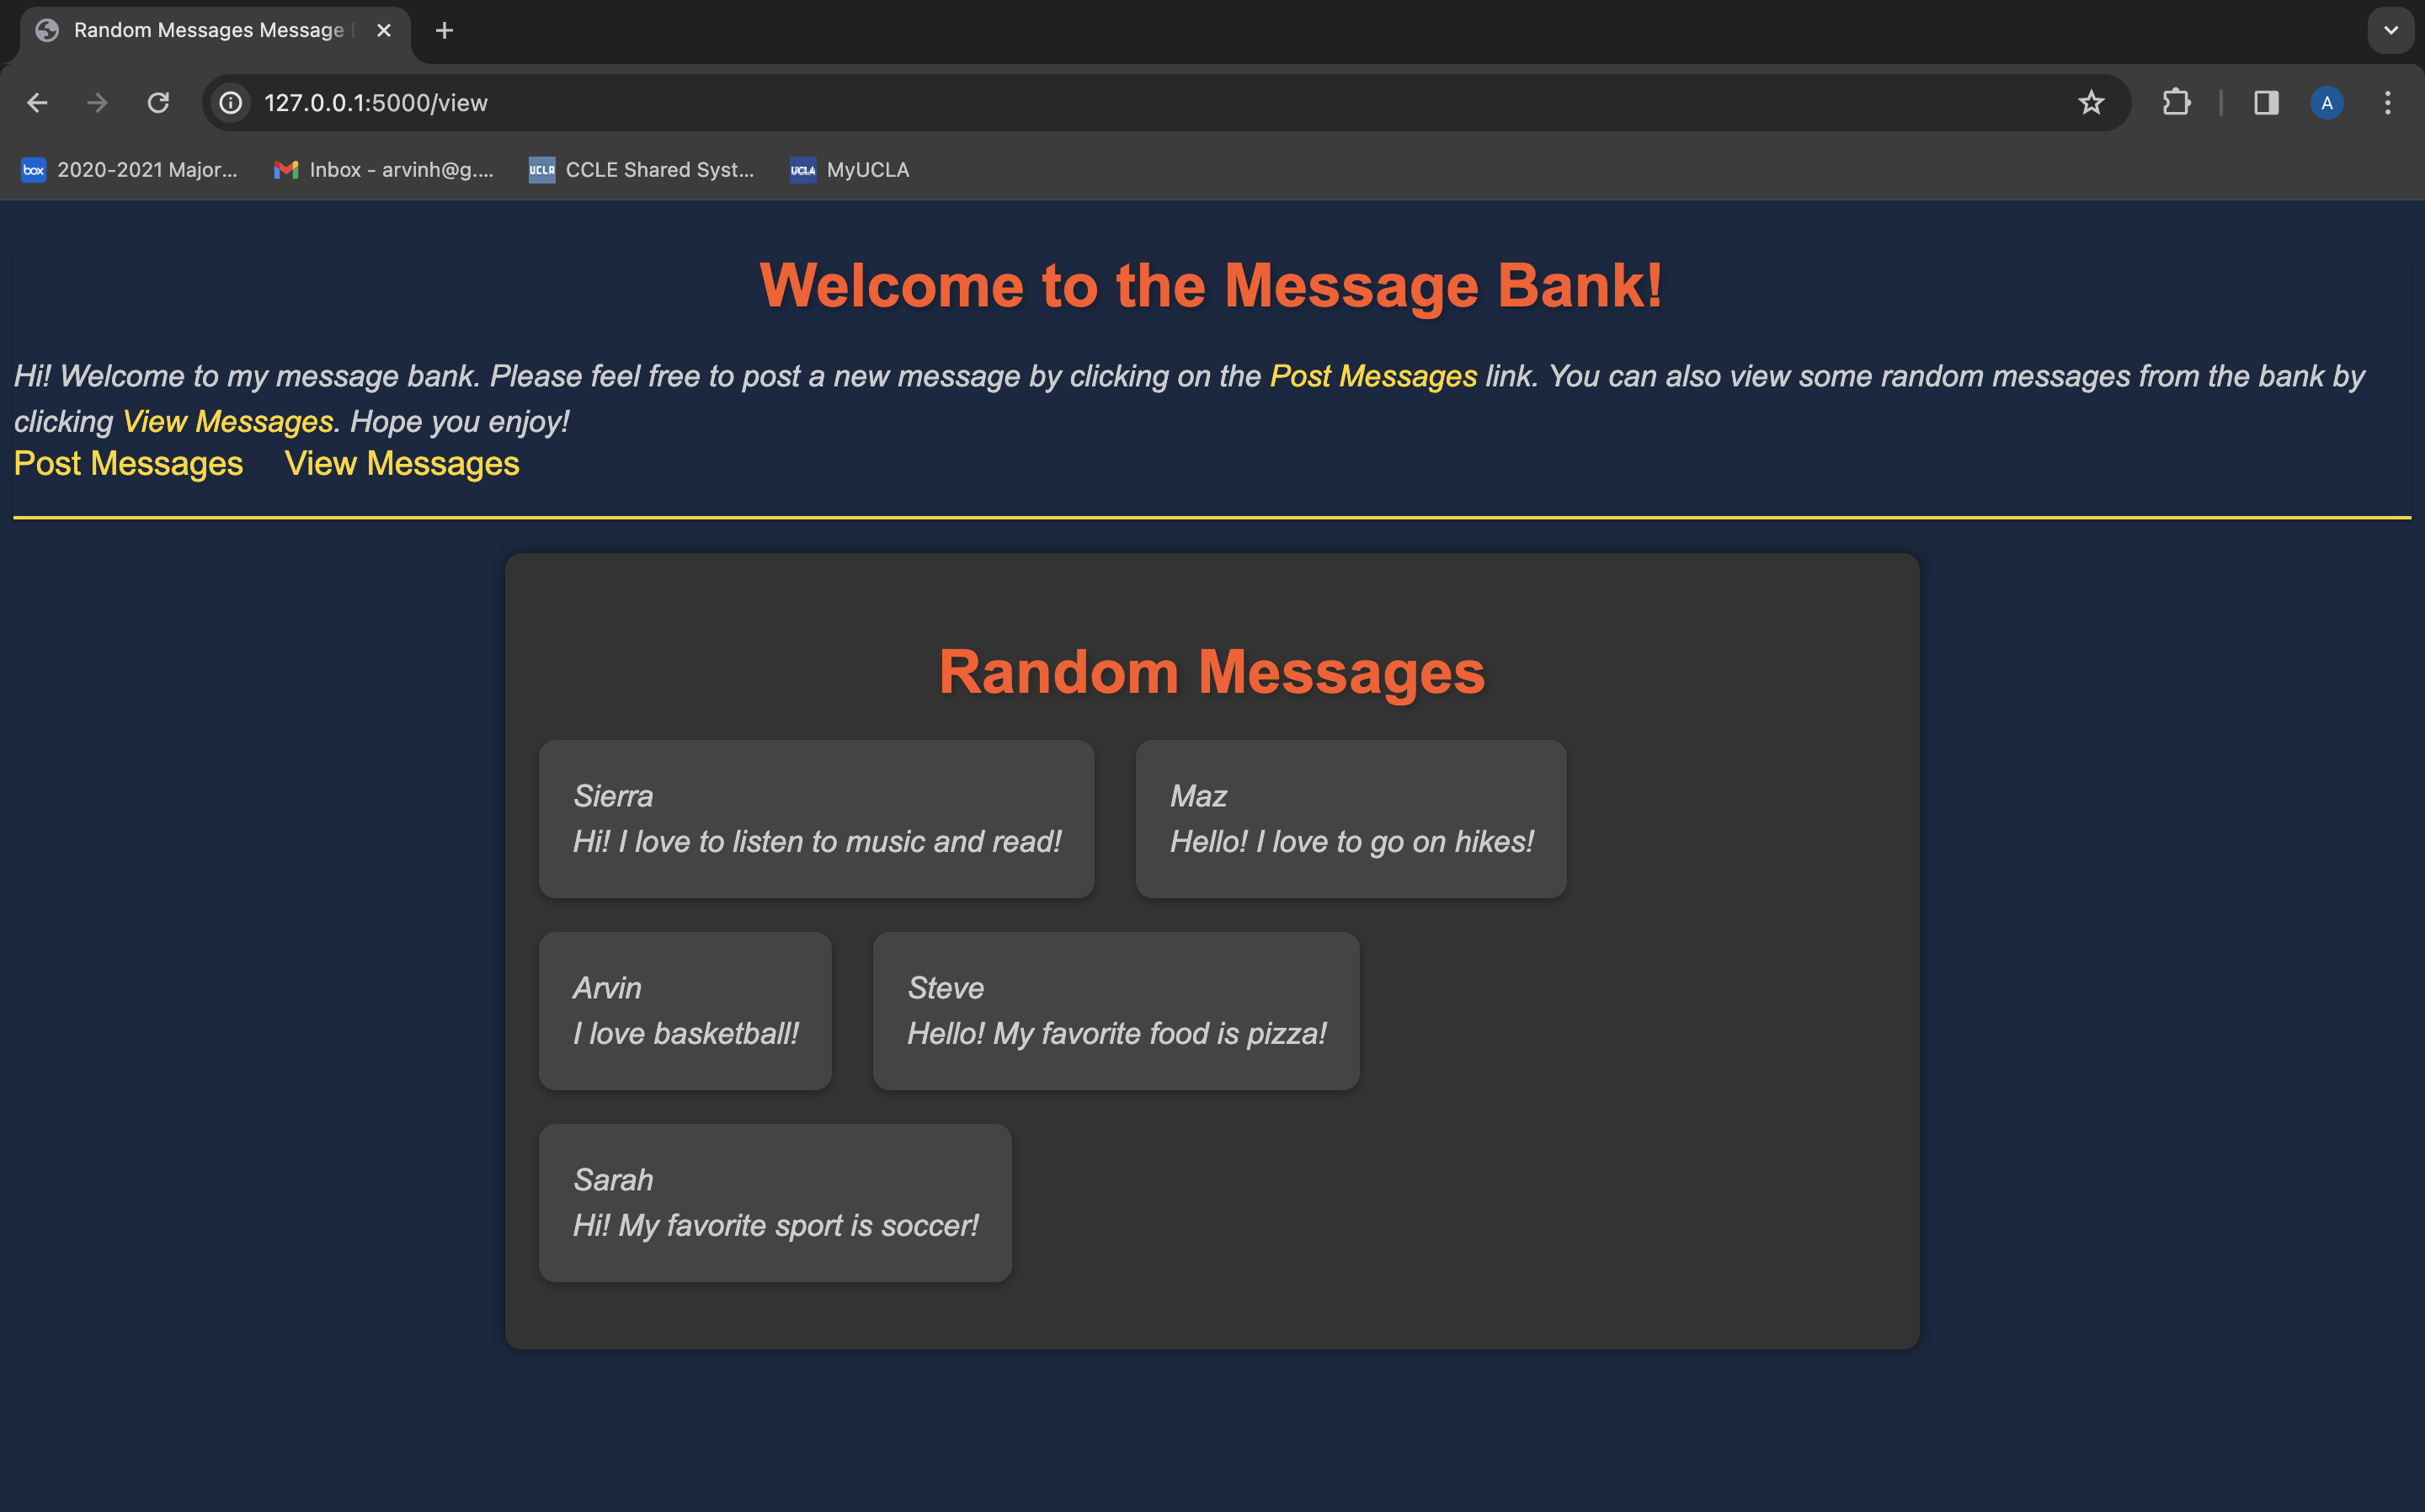 Random Messages Message
127.0.0.1:5000/view
A
box 2020-2021 Major... Inbox - arvinh@g.... UCLA CCLE Shared Syst... UCLA MyUCLA
Welcome to the Message Bank!
Hi! Welcome to my message bank. Please feel free to post a new message by clicking on the Post Messages link. You can also view some random messages from the bank by
clicking View Messages. Hope you enjoy!
Post Messages View Messages
Random Messages
Sierra
Hi! I love to listen to music and read!
Maz
Hello! I love to go on hikes!
Arvin
I love basketball!
Steve
Hello! My favorite food is pizza!
Sarah
Hi! My favorite sport is soccer!